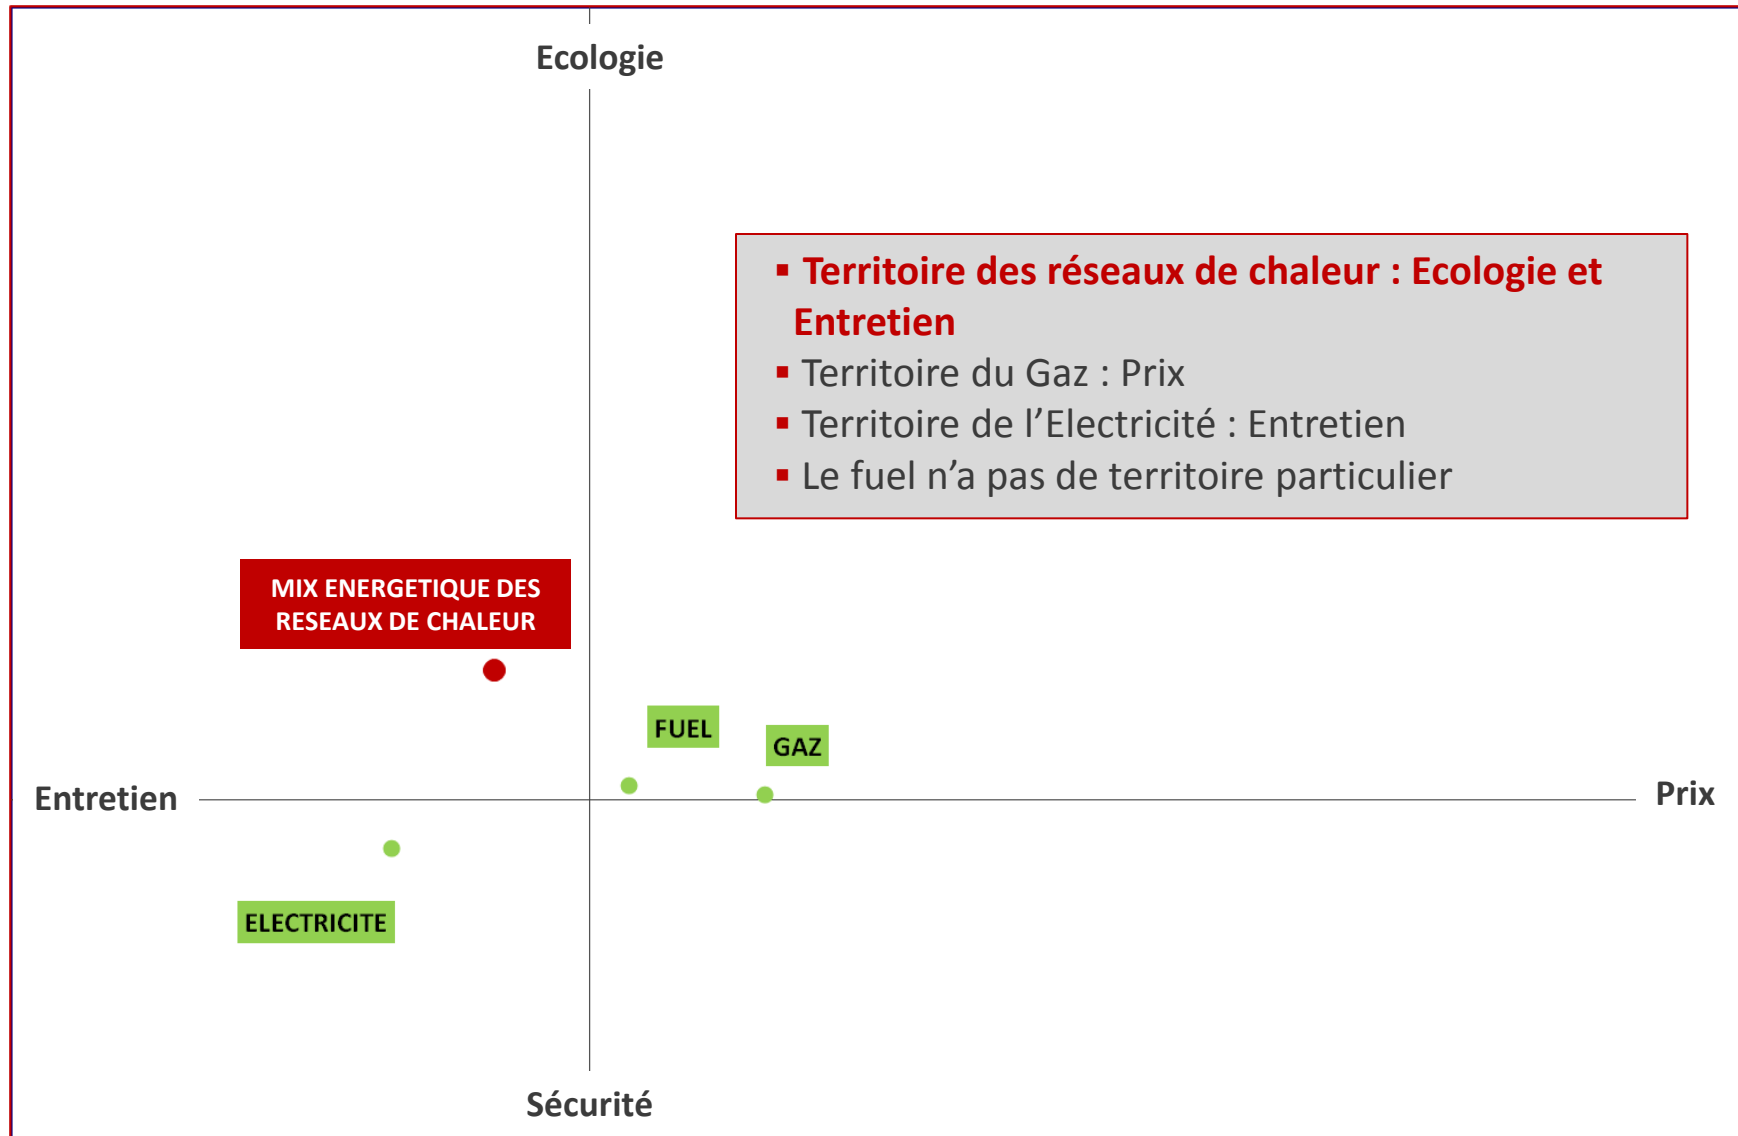 Ecologie
▪ Territoire des réseaux de chaleur : Ecologie et
Entretien
▪ Territoire du Gaz : Prix
▪ Territoire de l’Electricité : Entretien
▪ Le fuel n’a pas de territoire particulier
MIX ENERGETIQUE DES
RESEAUX DE CHALEUR
FUEL
GAZ
Entretien
Prix
ELECTRICITE
Sécurité